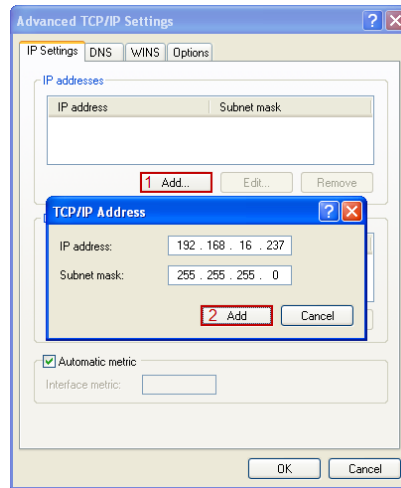 Advanced TCP/IP Settings
IP Settings DNS WINS Options
IP addresses
IP address Subnet mask
1 Add... Edit... Remove
TCP/IP Address
IP address: 192 . 168 . 16 . 237
Subnet mask: 255 . 255 . 255 . 0
2 Add Cancel
Automatic metric
Interface metric:
OK Cancel